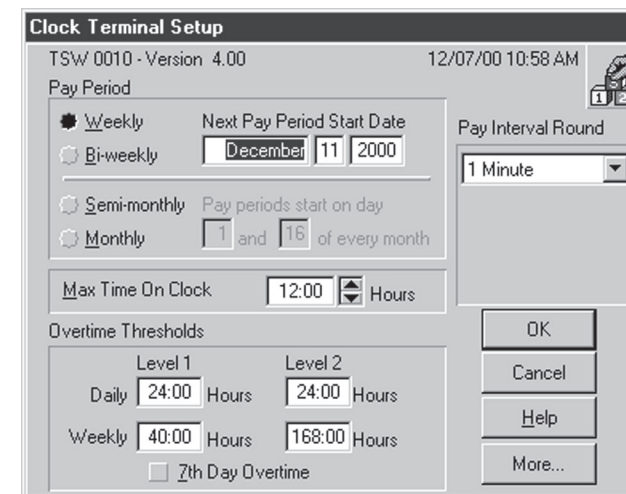 Clock Terminal Setup
TSW 0010 - Version 4.00 12/07/00 10:58 AM
Pay Period
Weekly Next Pay Period Start Date
Bi-weekly December 11 2000
Semi-monthly Pay periods start on day
Monthly 1 and 16 of every month
Pay Interval Round
1 Minute
Max Time On Clock 12:00 Hours
Overtime Thresholds
Level 1 Level 2
Daily 24:00 Hours 24:00 Hours
Weekly 40:00 Hours 168:00 Hours
7th Day Overtime
OK
Cancel
Help
More...